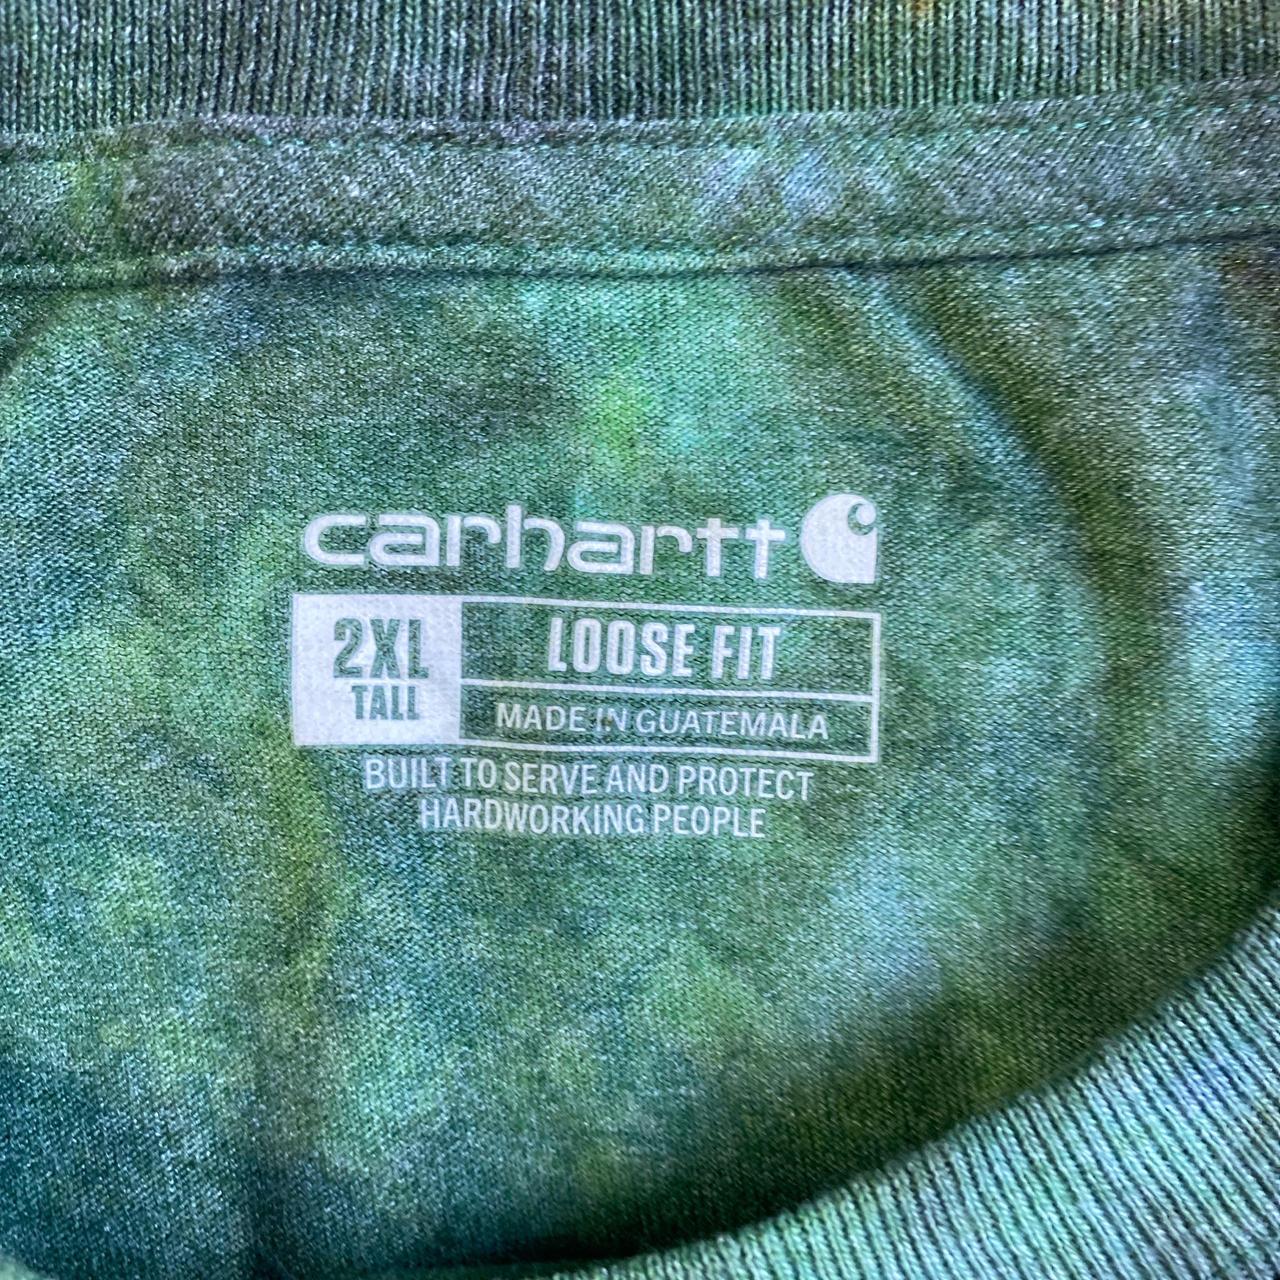 carhartt
2XL
TALL
LOOSE FIT
MADE IN GUATEMALA
BUILT TO SERVE AND PROTECT
HARDWORKING PEOPLE